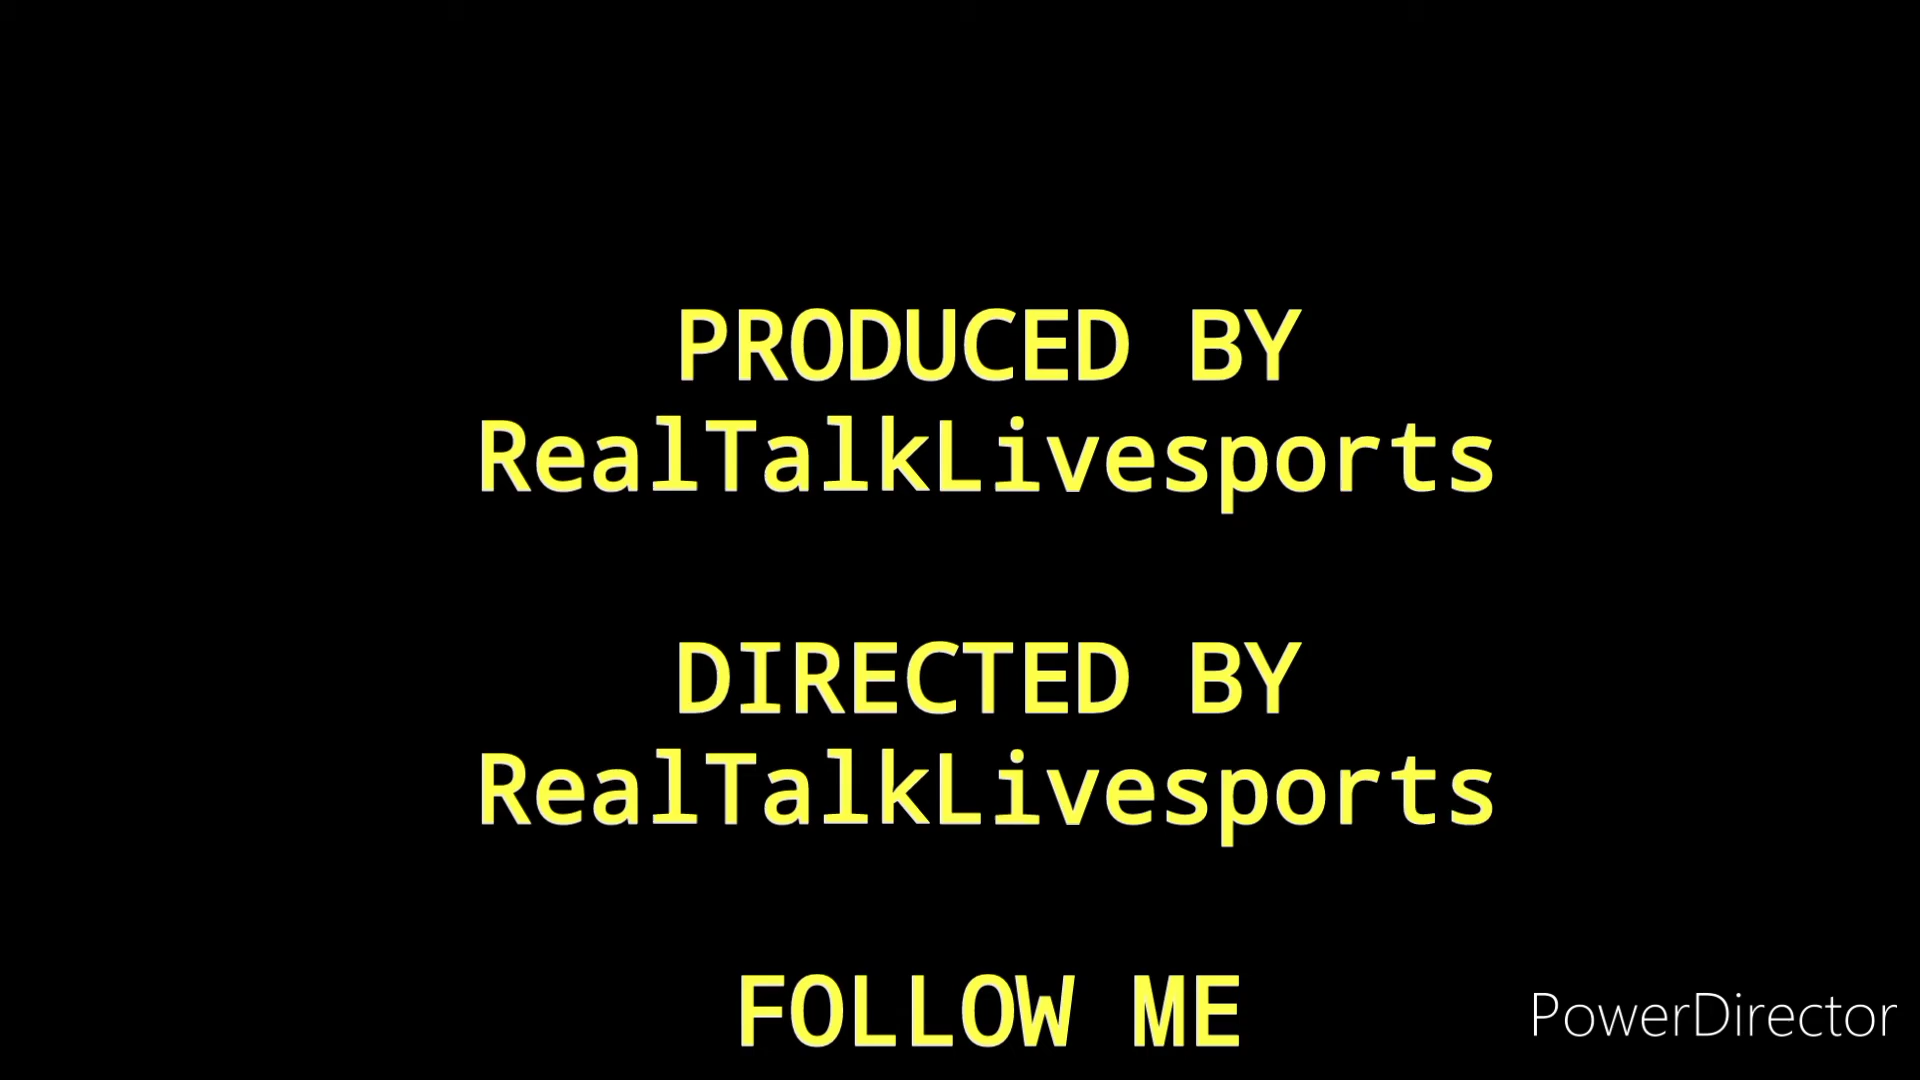 PRODUCED BY
RealTalkLivesports
DIRECTED BY
RealTalkLivesports
FOLLOW ME
PowerDirector